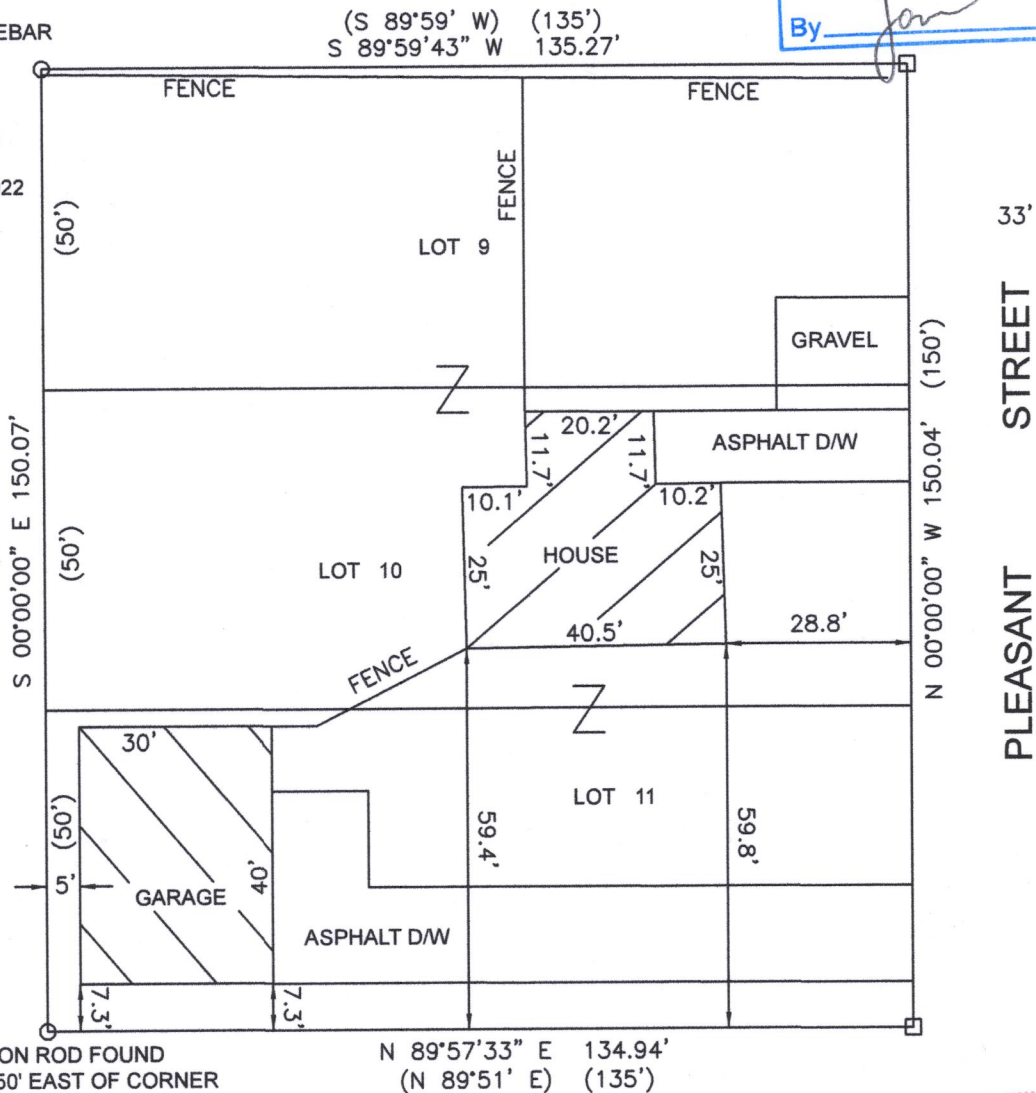 EBAR
(S 89°59' W) (135')
S 89°59'43" W 135.27'
By
FENCE
FENCE
22
(50')
FENCE
33'
LOT 9
STREET
GRAVEL
(150')
20.2'
ASPHALT D/W
11.7'
11.7'
10.1'
10.2'
S 00°00'00" E 150.07'
(50')
HOUSE
N 00°00'00" W 150.04'
LOT 10
25'
25'
40.5'
28.8'
FENCE
PLEASANT
30'
LOT 11
(50')
59.4'
59.8'
5'
40'
GARAGE
ASPHALT D/W
7.3'
7.3'
ON ROD FOUND
50' EAST OF CORNER
N 89°57'33" E 134.94'
(N 89°51' E) (135')